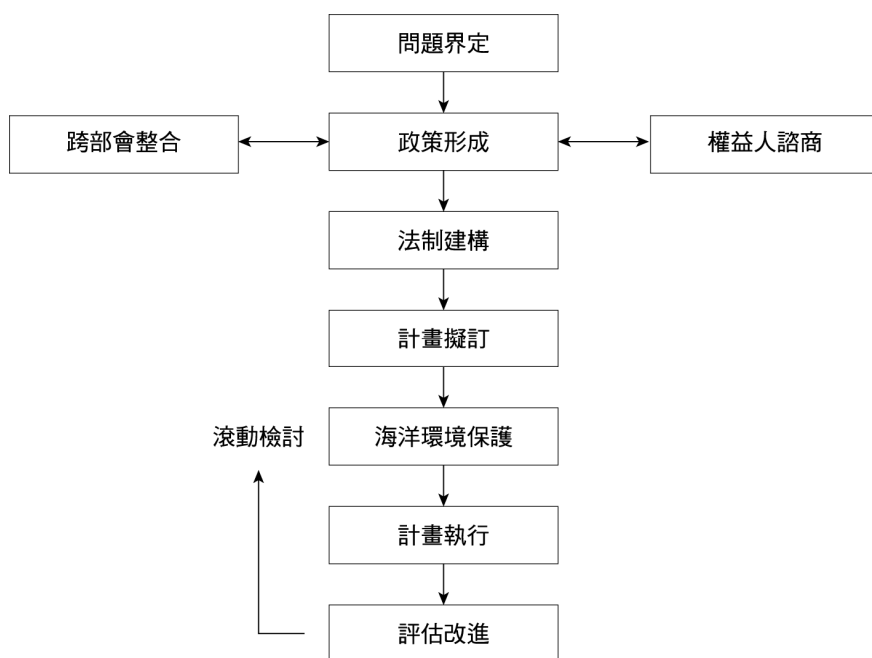 問題界定
跨部會整合
政策形成
權益人諮商
法制建構
計畫擬訂
滾動檢討
海洋環境保護
計畫執行
評估改進